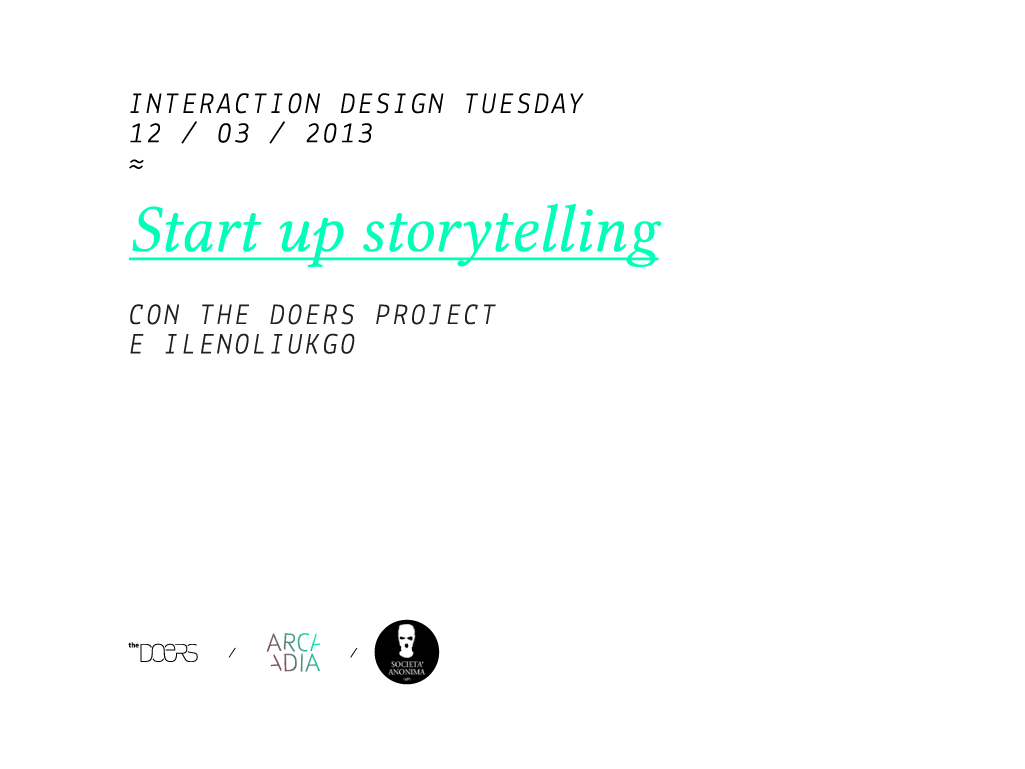 INTERACTION DESIGN TUESDAY
12 / 03 / 2013
≈
Start up storytelling
CON THE DOERS PROJECT
E ILENOLIUKGO
the DOERS / ARCA ADIA / SOCIETA' ANONIMA